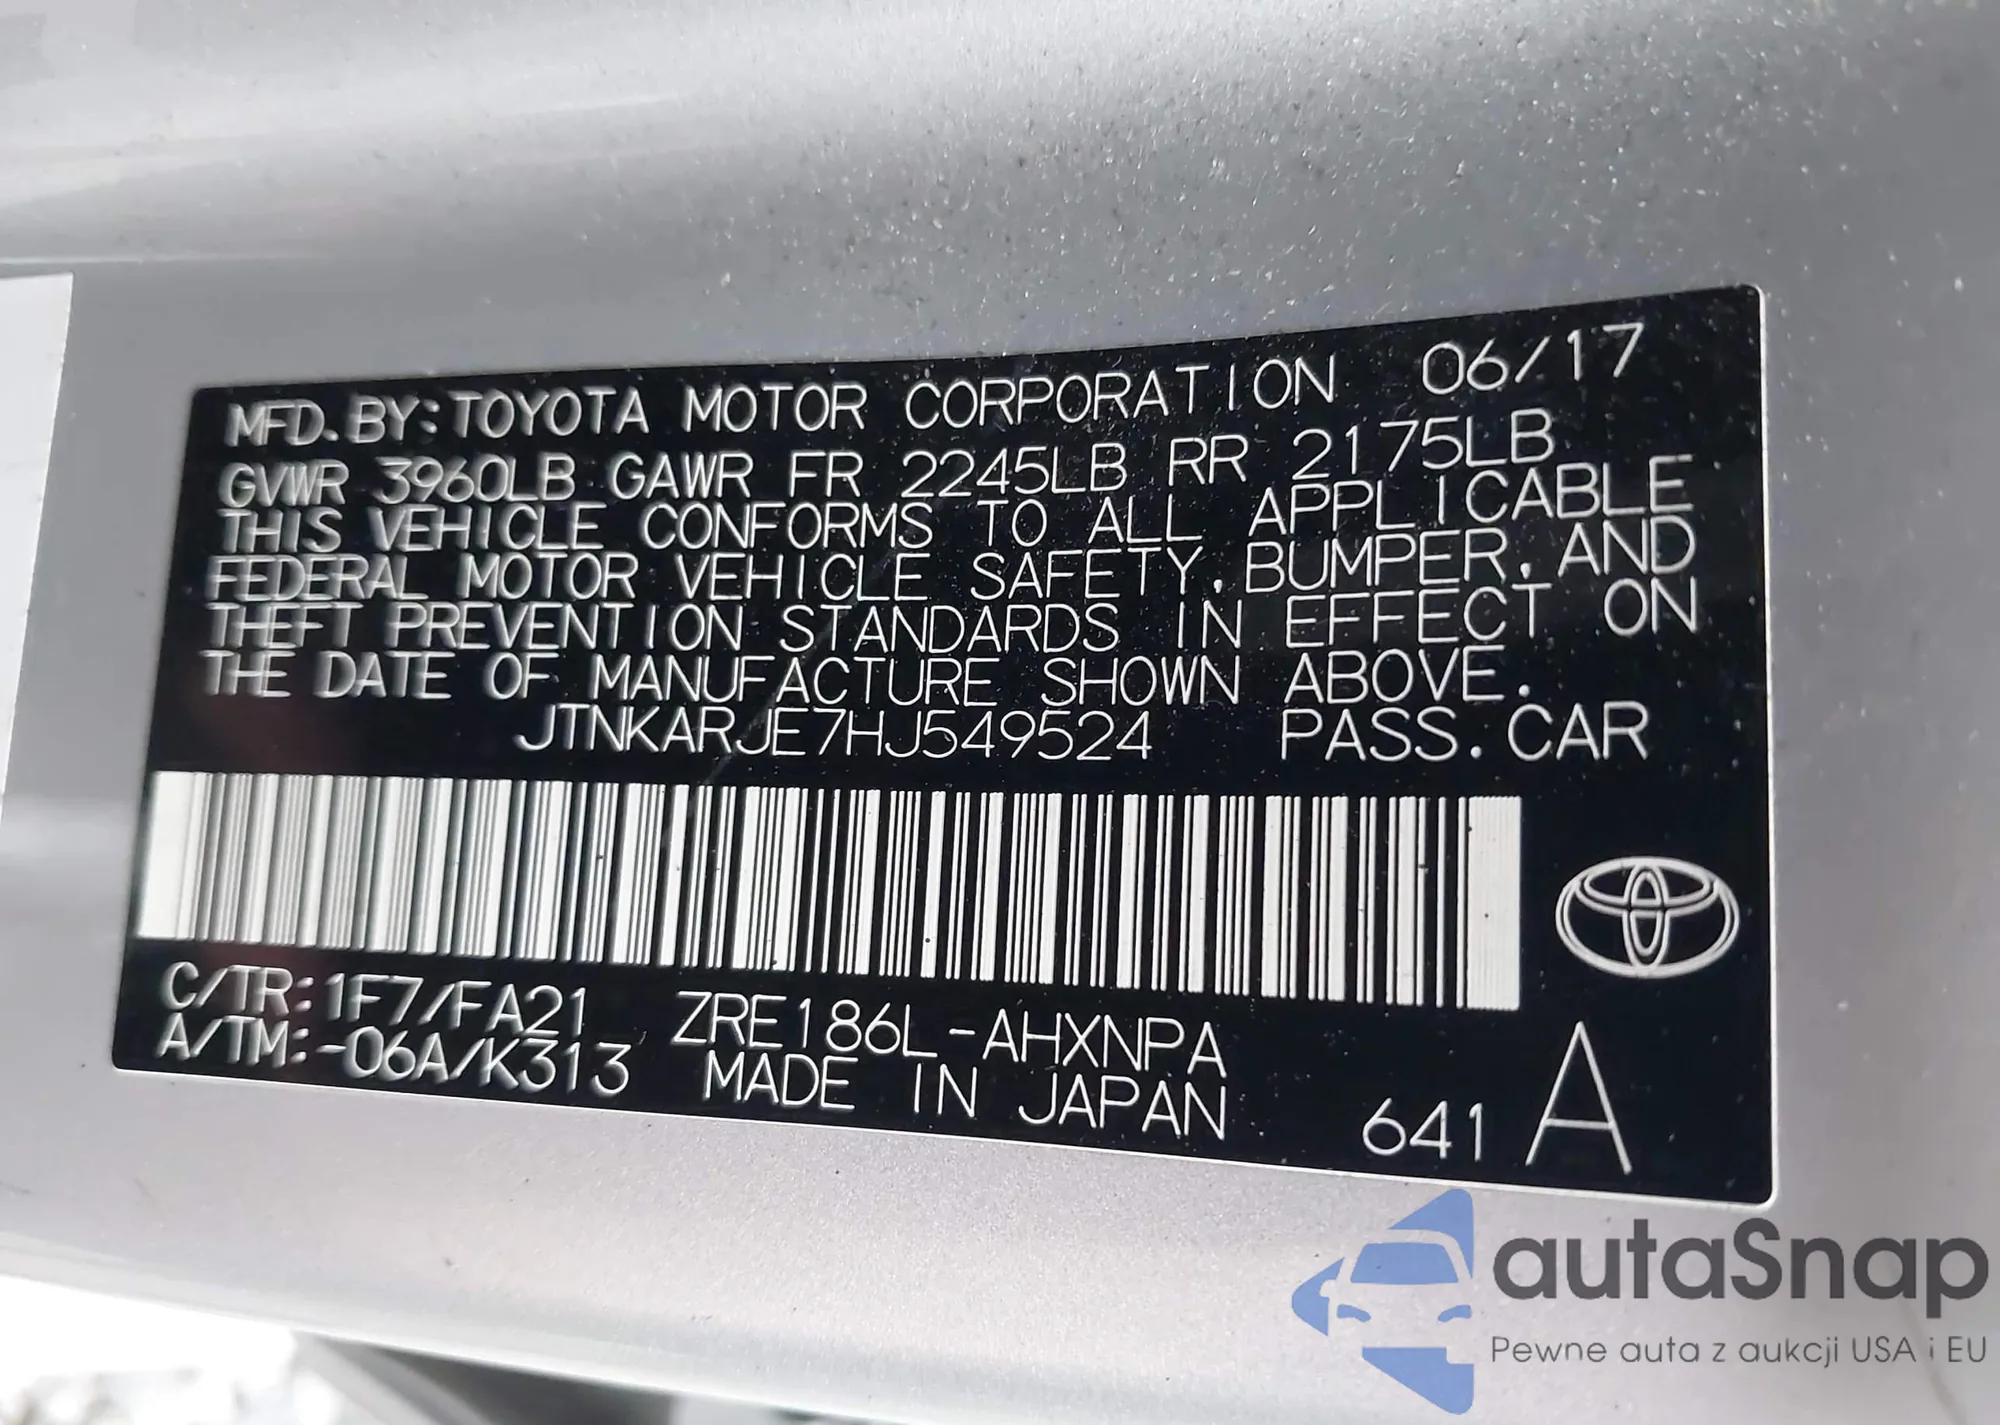 MFD. BY: TOYOTA MOTOR CORPORATION 06/17
GVWR 3960LB GAWR FR 2245LB RR 2175LB
THIS VEHICLE CONFORMS TO ALL APPLICABLE
FEDERAL MOTOR VEHICLE SAFETY, BUMPER, AND
THEFT PREVENTION STANDARDS IN EFFECT ON
THE DATE OF MANUFACTURE SHOWN ABOVE.
JTNKARJE7HJ549524 PASS. CAR
C/TR: 1F7/FA21 ZRE186L-AHXNPA
A/TM: -06A/K313 MADE IN JAPAN 641 A
autaSnap
Pewne auta z aukcji USA i EU